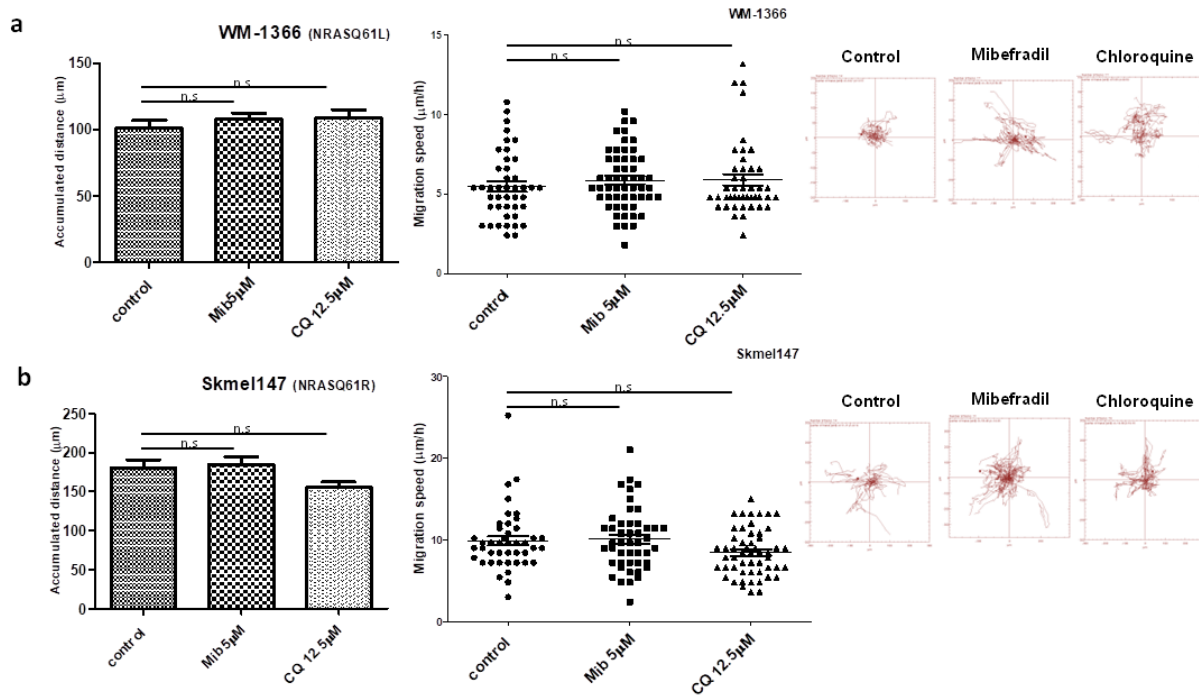 a
WM-1366 (NRASQ61L)
Accumulated distance (μm)
150
100
50
0
n.s
n.s
control
Mib5μM
CQ 12.5μM
WM-1366
Migration speed (μm/h)
15
10
5
0
n.s
n.s
control
Mib 5μM
CQ 12.5μM
Control
Mibefradil
Chloroquine
b
Skmel147 (NRASQ61R)
Accumulated distance (μm)
250
200
150
100
50
0
n.s
n.s
control
Mib 5μM
CQ 12.5μM
Skmel147
Migration speed (μm/h)
30
20
10
0
n.s
n.s
control
Mib 5μM
CQ 12.5μM
Control
Mibefradil
Chloroquine